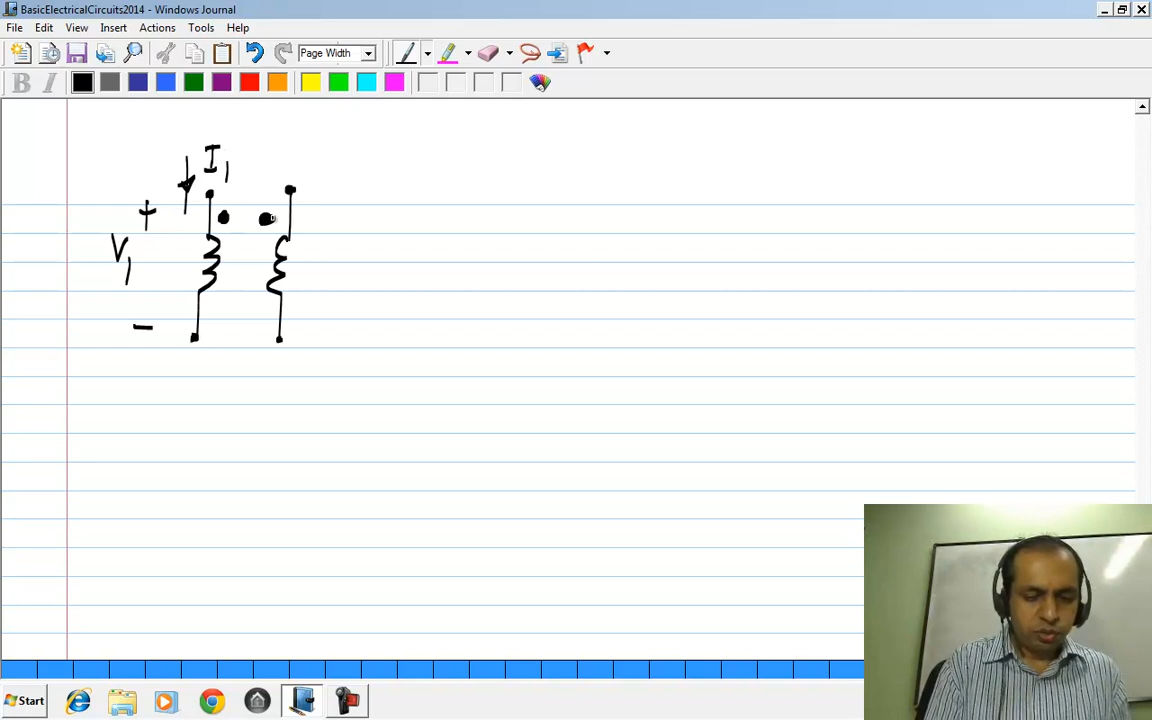 BasicElectricalCircuits2014 - Windows Journal
File Edit View Insert Actions Tools Help
Page Width
B I
I1
+
V1
−
Start